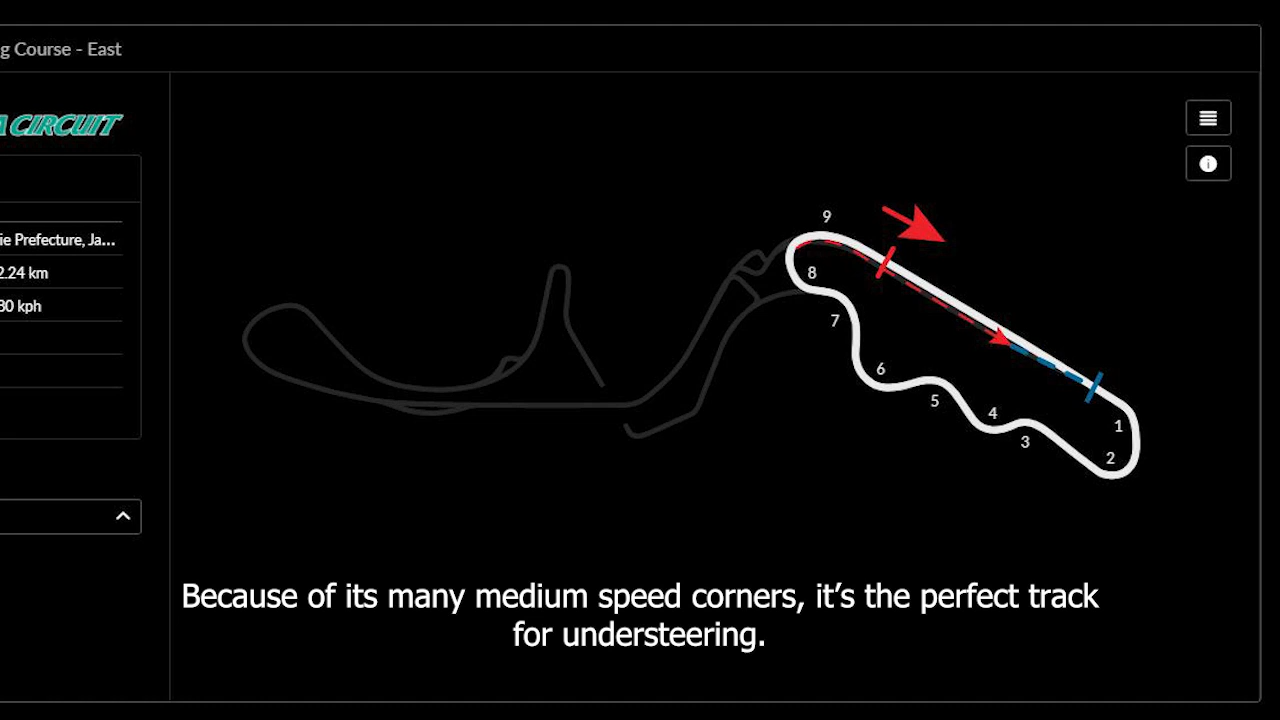 g Course - East
A CIRCUIT
ie Prefecture, Ja...
2.24 km
80 kph
9
8
7
6
5
4
3
1
2
Because of its many medium speed corners, it’s the perfect track
for understeering.